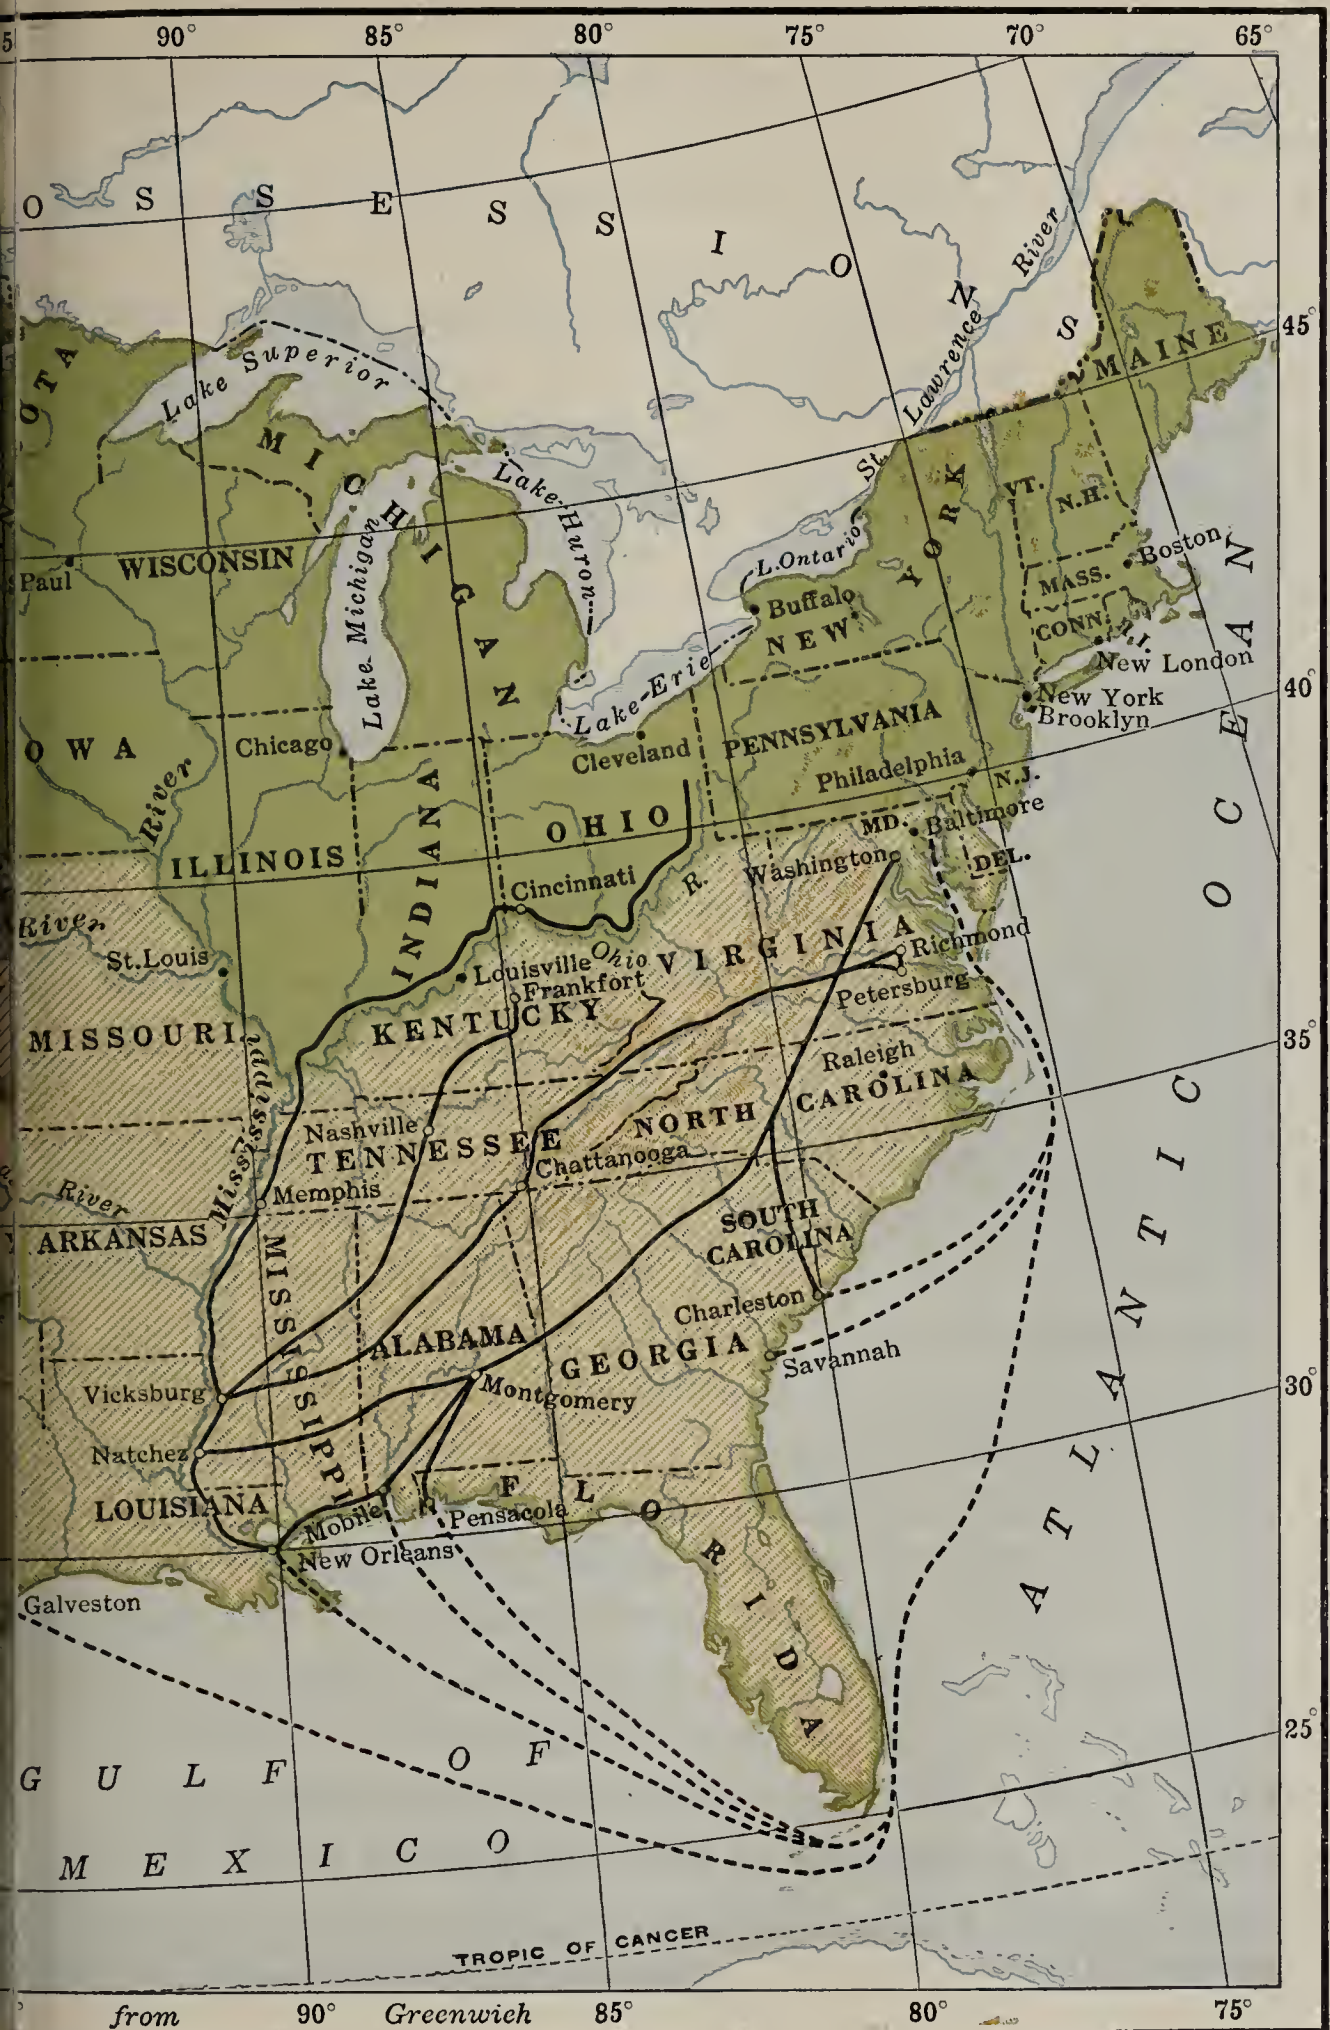 90° 85° 80° 75° 70° 65°
O S S E S S I O N S
St. Lawrence River
45°
MAINE
OTA
Lake Superior
MICHIGAN
Lake Huron
VT.
N.H.
NEW YORK
L. Ontario
Boston
Paul
WISCONSIN
Lake Michigan
MASS.
Buffalo
CONN.
R.I.
New London
Lake Erie
40°
New York
Brooklyn
OWA
Chicago
Cleveland
PENNSYLVANIA
Philadelphia
N.J.
River
INDIANA
OHIO
MD.
Baltimore
ILLINOIS
Washington
DEL.
Cincinnati
R.
River
St. Louis
Louisville
Ohio
VIRGINIA
Richmond
Frankfort
Petersburg
MISSOURI
KENTUCKY
35°
Raleigh
Mississippi
NORTH CAROLINA
Nashville
TENNESSEE
Chattanooga
River
Memphis
ARKANSAS
SOUTH
CAROLINA
MISSISSIPPI
Charleston
ALABAMA
GEORGIA
Savannah
Vicksburg
Montgomery
30°
Natchez
LOUISIANA
FLORIDA
Mobile
Pensacola
New Orleans
Galveston
ATLANTIC OCEAN
25°
GULF OF
MEXICO
TROPIC OF CANCER
from 90° Greenwich 85° 80° 75°